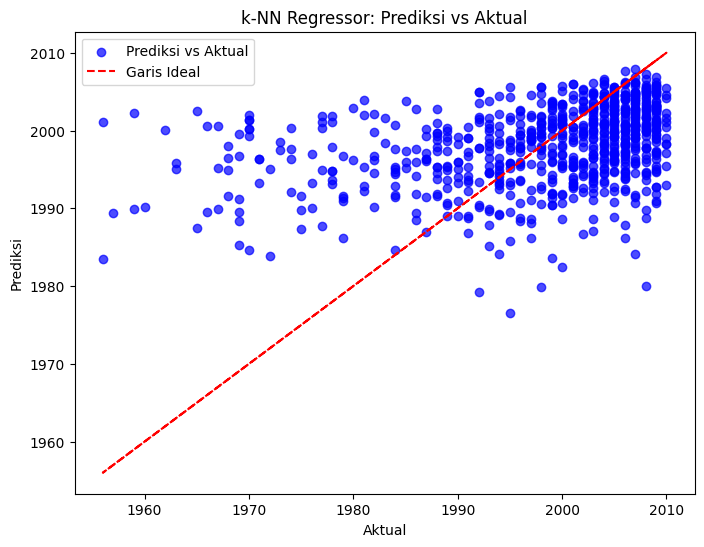 k-NN Regressor: Prediksi vs Aktual
Prediksi vs Aktual
Garis Ideal
2010
2000
1990
1980
1970
1960
Prediksi
1960 1970 1980 1990 2000 2010
Aktual